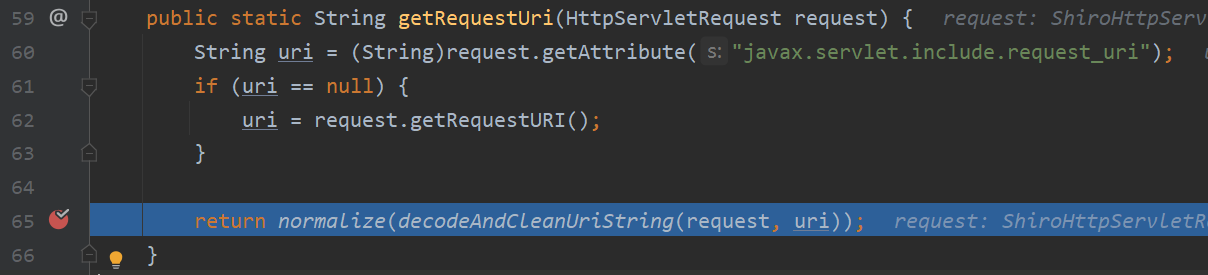 59 @ public static String getRequestUri(HttpServletRequest request) { request: ShiroHttpServ
60 String uri = (String)request.getAttribute( s: "javax.servlet.include.request_uri");
61 if (uri == null) {
62 uri = request.getRequestURI();
63 }
64
65 return normalize(decodeAndCleanUriString(request, uri)); request: ShiroHttpServletR
66 }